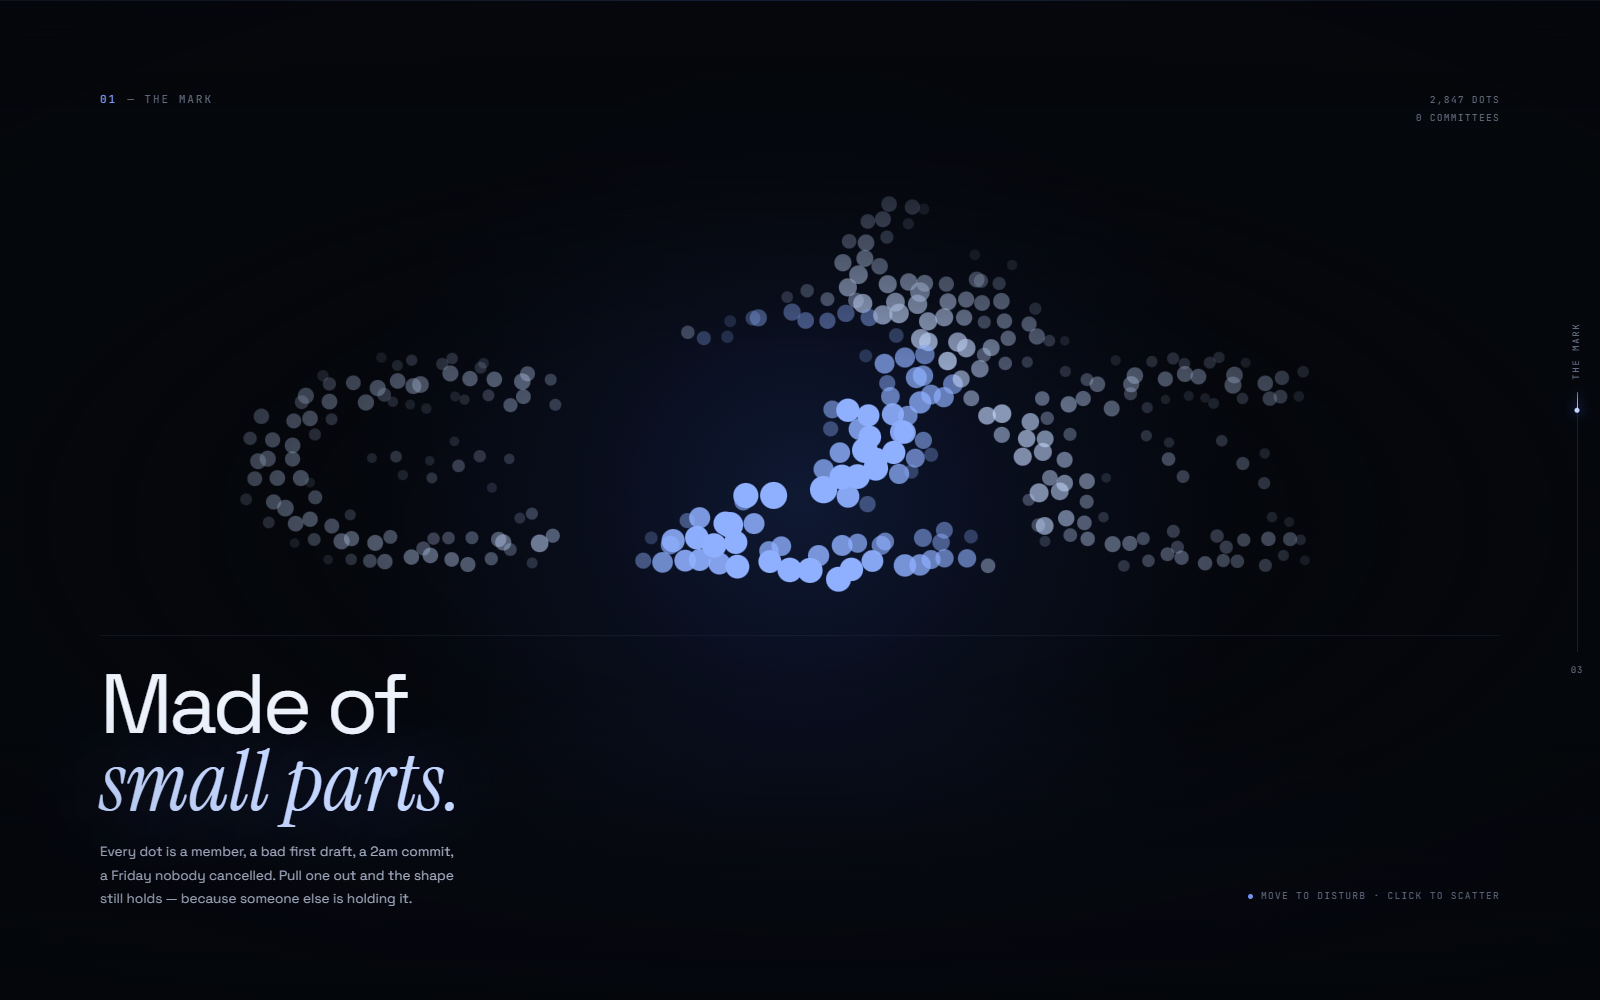 01 — THE MARK
2,847 DOTS
0 COMMITTEES
THE MARK
03
Made of
small parts.
Every dot is a member, a bad first draft, a 2am commit,
a Friday nobody cancelled. Pull one out and the shape
still holds — because someone else is holding it.
MOVE TO DISTURB · CLICK TO SCATTER